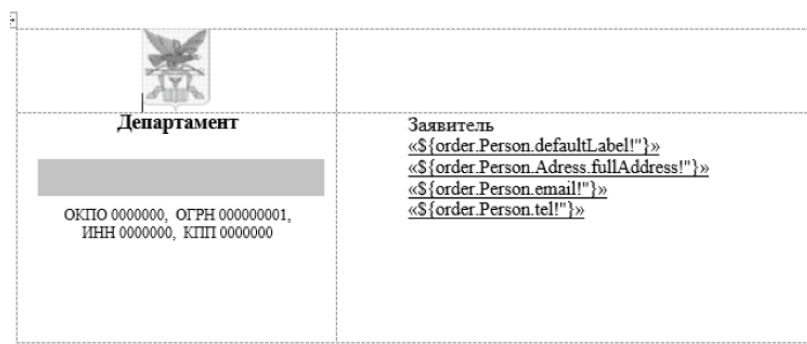 Департамент
ОКПО 0000000, ОГРН 000000001,
ИНН 0000000, КПП 0000000
Заявитель
«${order.Person.defaultLabel!"}»
«${order.Person.Adress.fullAddress!"}»
«${order.Person.email!"}»
«${order.Person.tel!"}»